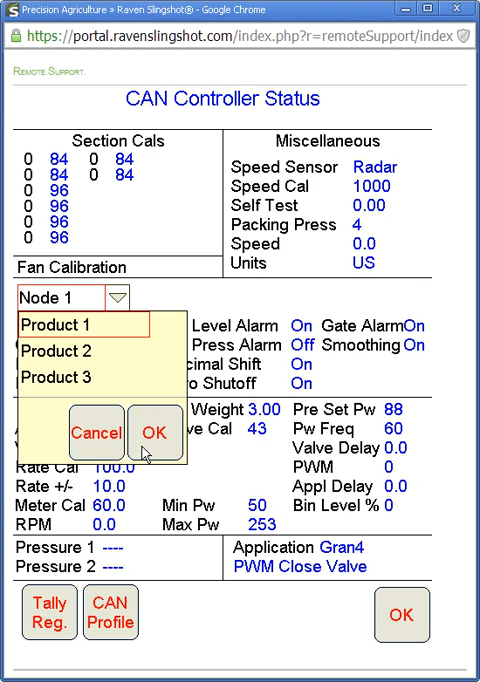 Precision Agriculture » Raven Slingshot® - Google Chrome
https://portal.ravenslingshot.com/index.php?r=remoteSupport/index
REMOTE SUPPORT.
CAN Controller Status
Section Cals
0 84 0 84
0 84 0 84
0 96
0 96
0 96
0 96
Miscellaneous
Speed Sensor Radar
Speed Cal 1000
Self Test 0.00
Packing Press 4
Speed 0.0
Units US
Fan Calibration
Node 1
Product 1
Product 2
Product 3
Cancel OK
Level Alarm On Gate Alarm On
Press Alarm Off Smoothing On
cimal Shift On
o Shutoff On
Weight 3.00 Pre Set Pw 88
ve Cal 43 Pw Freq 60
Valve Delay 0.0
Rate Cal 100.0 PWM 0
Rate +/- 10.0 Appl Delay 0.0
Meter Cal 60.0 Min Pw 50 Bin Level % 0
RPM 0.0 Max Pw 253
Pressure 1 ----
Pressure 2 ----
Application Gran4
PWM Close Valve
Tally Reg.
CAN Profile
OK